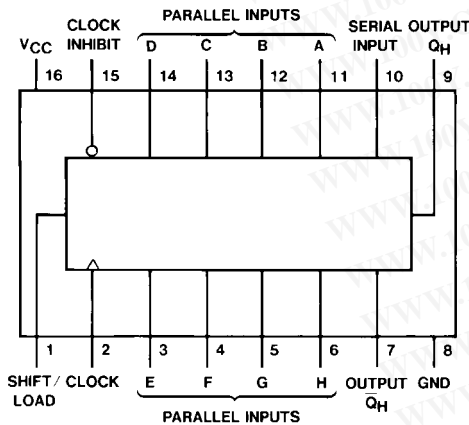 PARALLEL INPUTS
CLOCK INHIBIT D C B A SERIAL INPUT OUTPUT QH
VCC
16 15 14 13 12 11 10 9
1 2 3 4 5 6 7 8
SHIFT/LOAD CLOCK E F G H OUTPUT Q̅H GND
PARALLEL INPUTS